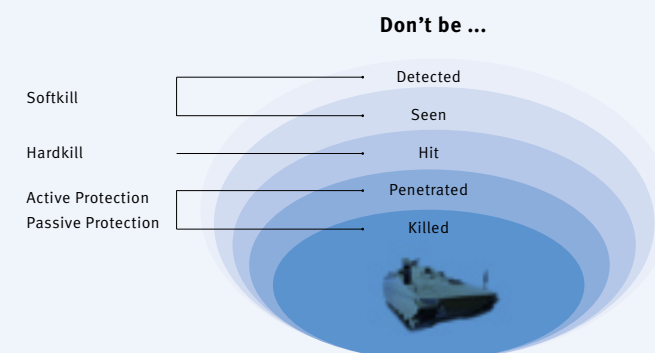 Don’t be ...
Detected
Softkill
Seen
Hardkill
Hit
Penetrated
Active Protection
Passive Protection
Killed